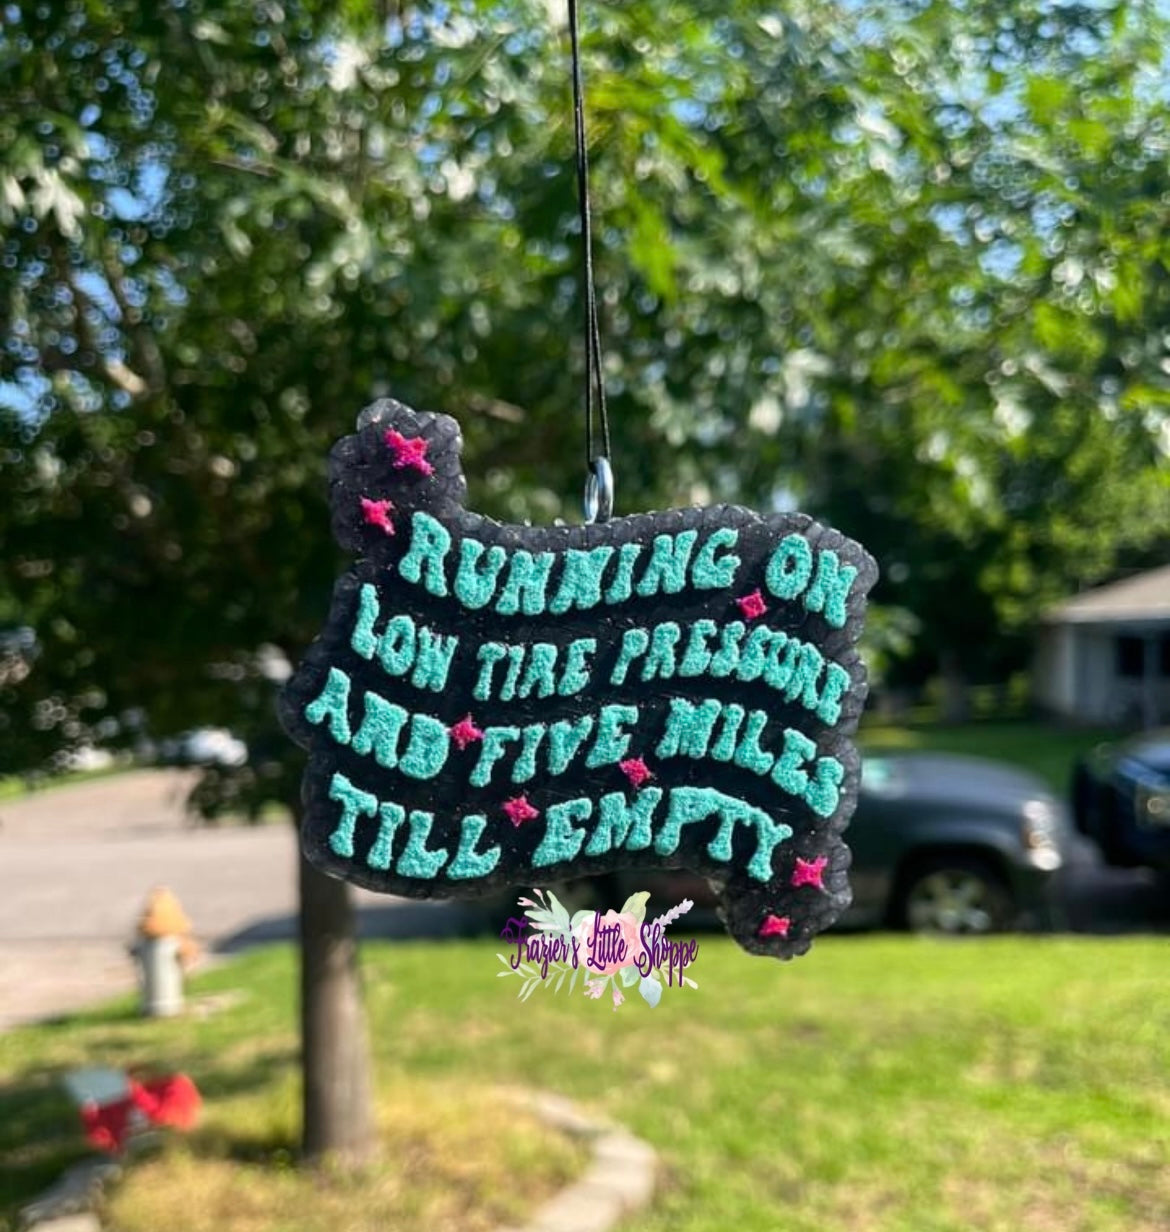 RUNNING ON
LOW TIRE PRESSURE
AND FIVE MILES
TILL EMPTY
Frazier's Little Shoppe